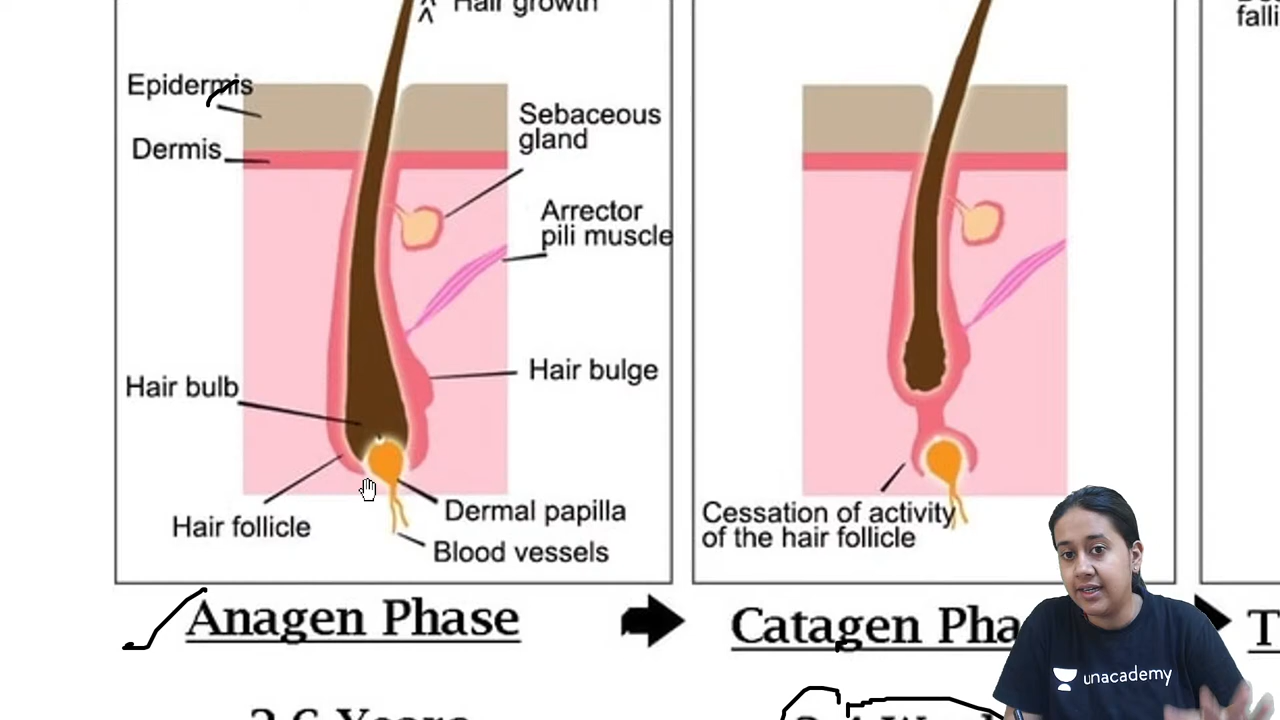 Hair growth
Epidermis
Sebaceous
gland
Dermis
Arrector
pili muscle
Hair bulb
Hair bulge
Hair follicle
Dermal papilla
Blood vessels
Cessation of activity
of the hair follicle
Anagen Phase
Catagen Pha
unacademy
Years